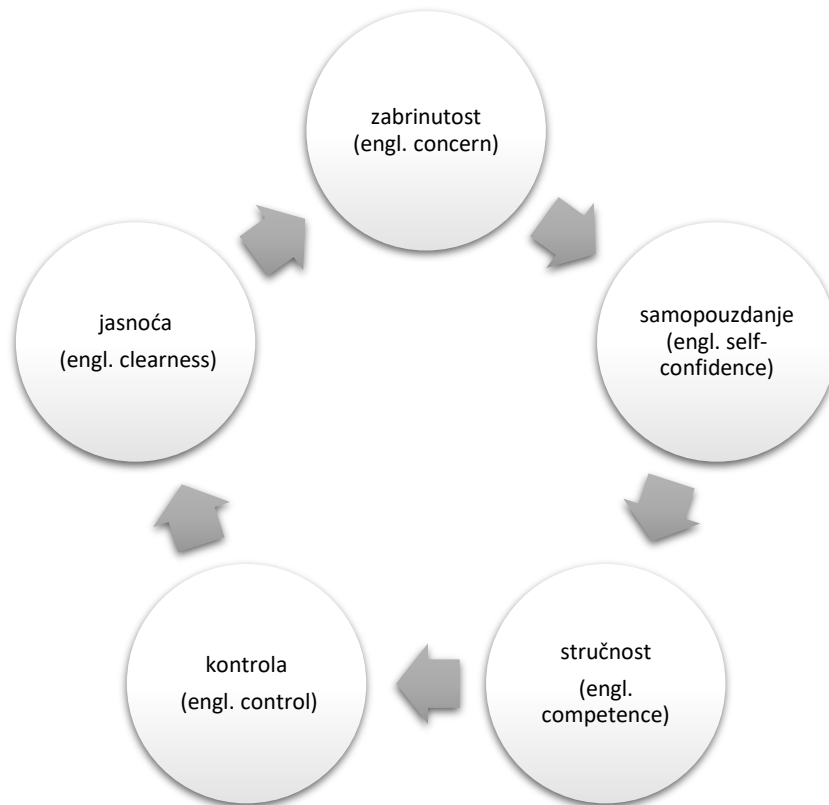 zabrinutost
(engl. concern)
samopouzdanje
(engl. self-
confidence)
stručnost
(engl.
competence)
kontrola
(engl. control)
jasnoća
(engl. clearness)